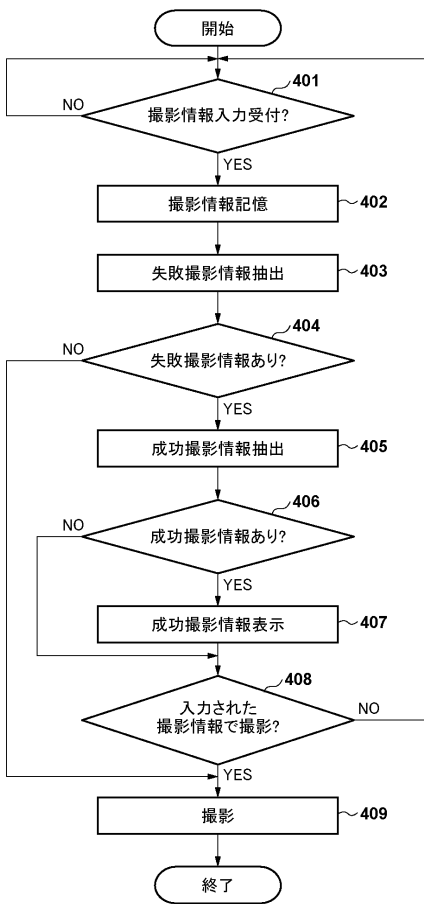 開始
401
撮影情報入力受付?
NO
YES
撮影情報記憶
402
失敗撮影情報抽出
403
404
NO
失敗撮影情報あり?
YES
成功撮影情報抽出
405
406
NO
成功撮影情報あり?
YES
成功撮影情報表示
407
408
入力された
撮影情報で撮影?
NO
YES
撮影
409
終了